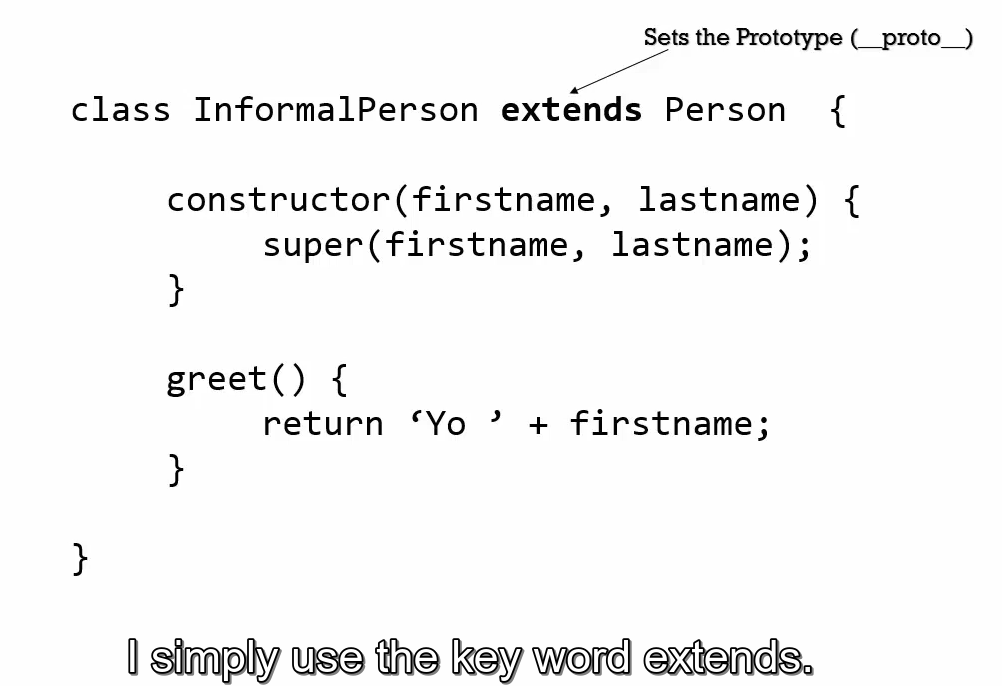 Sets the Prototype (__proto__)
class InformalPerson extends Person {
constructor(firstname, lastname) {
super(firstname, lastname);
}
greet() {
return ‘Yo ’ + firstname;
}
}
I simply use the key word extends.